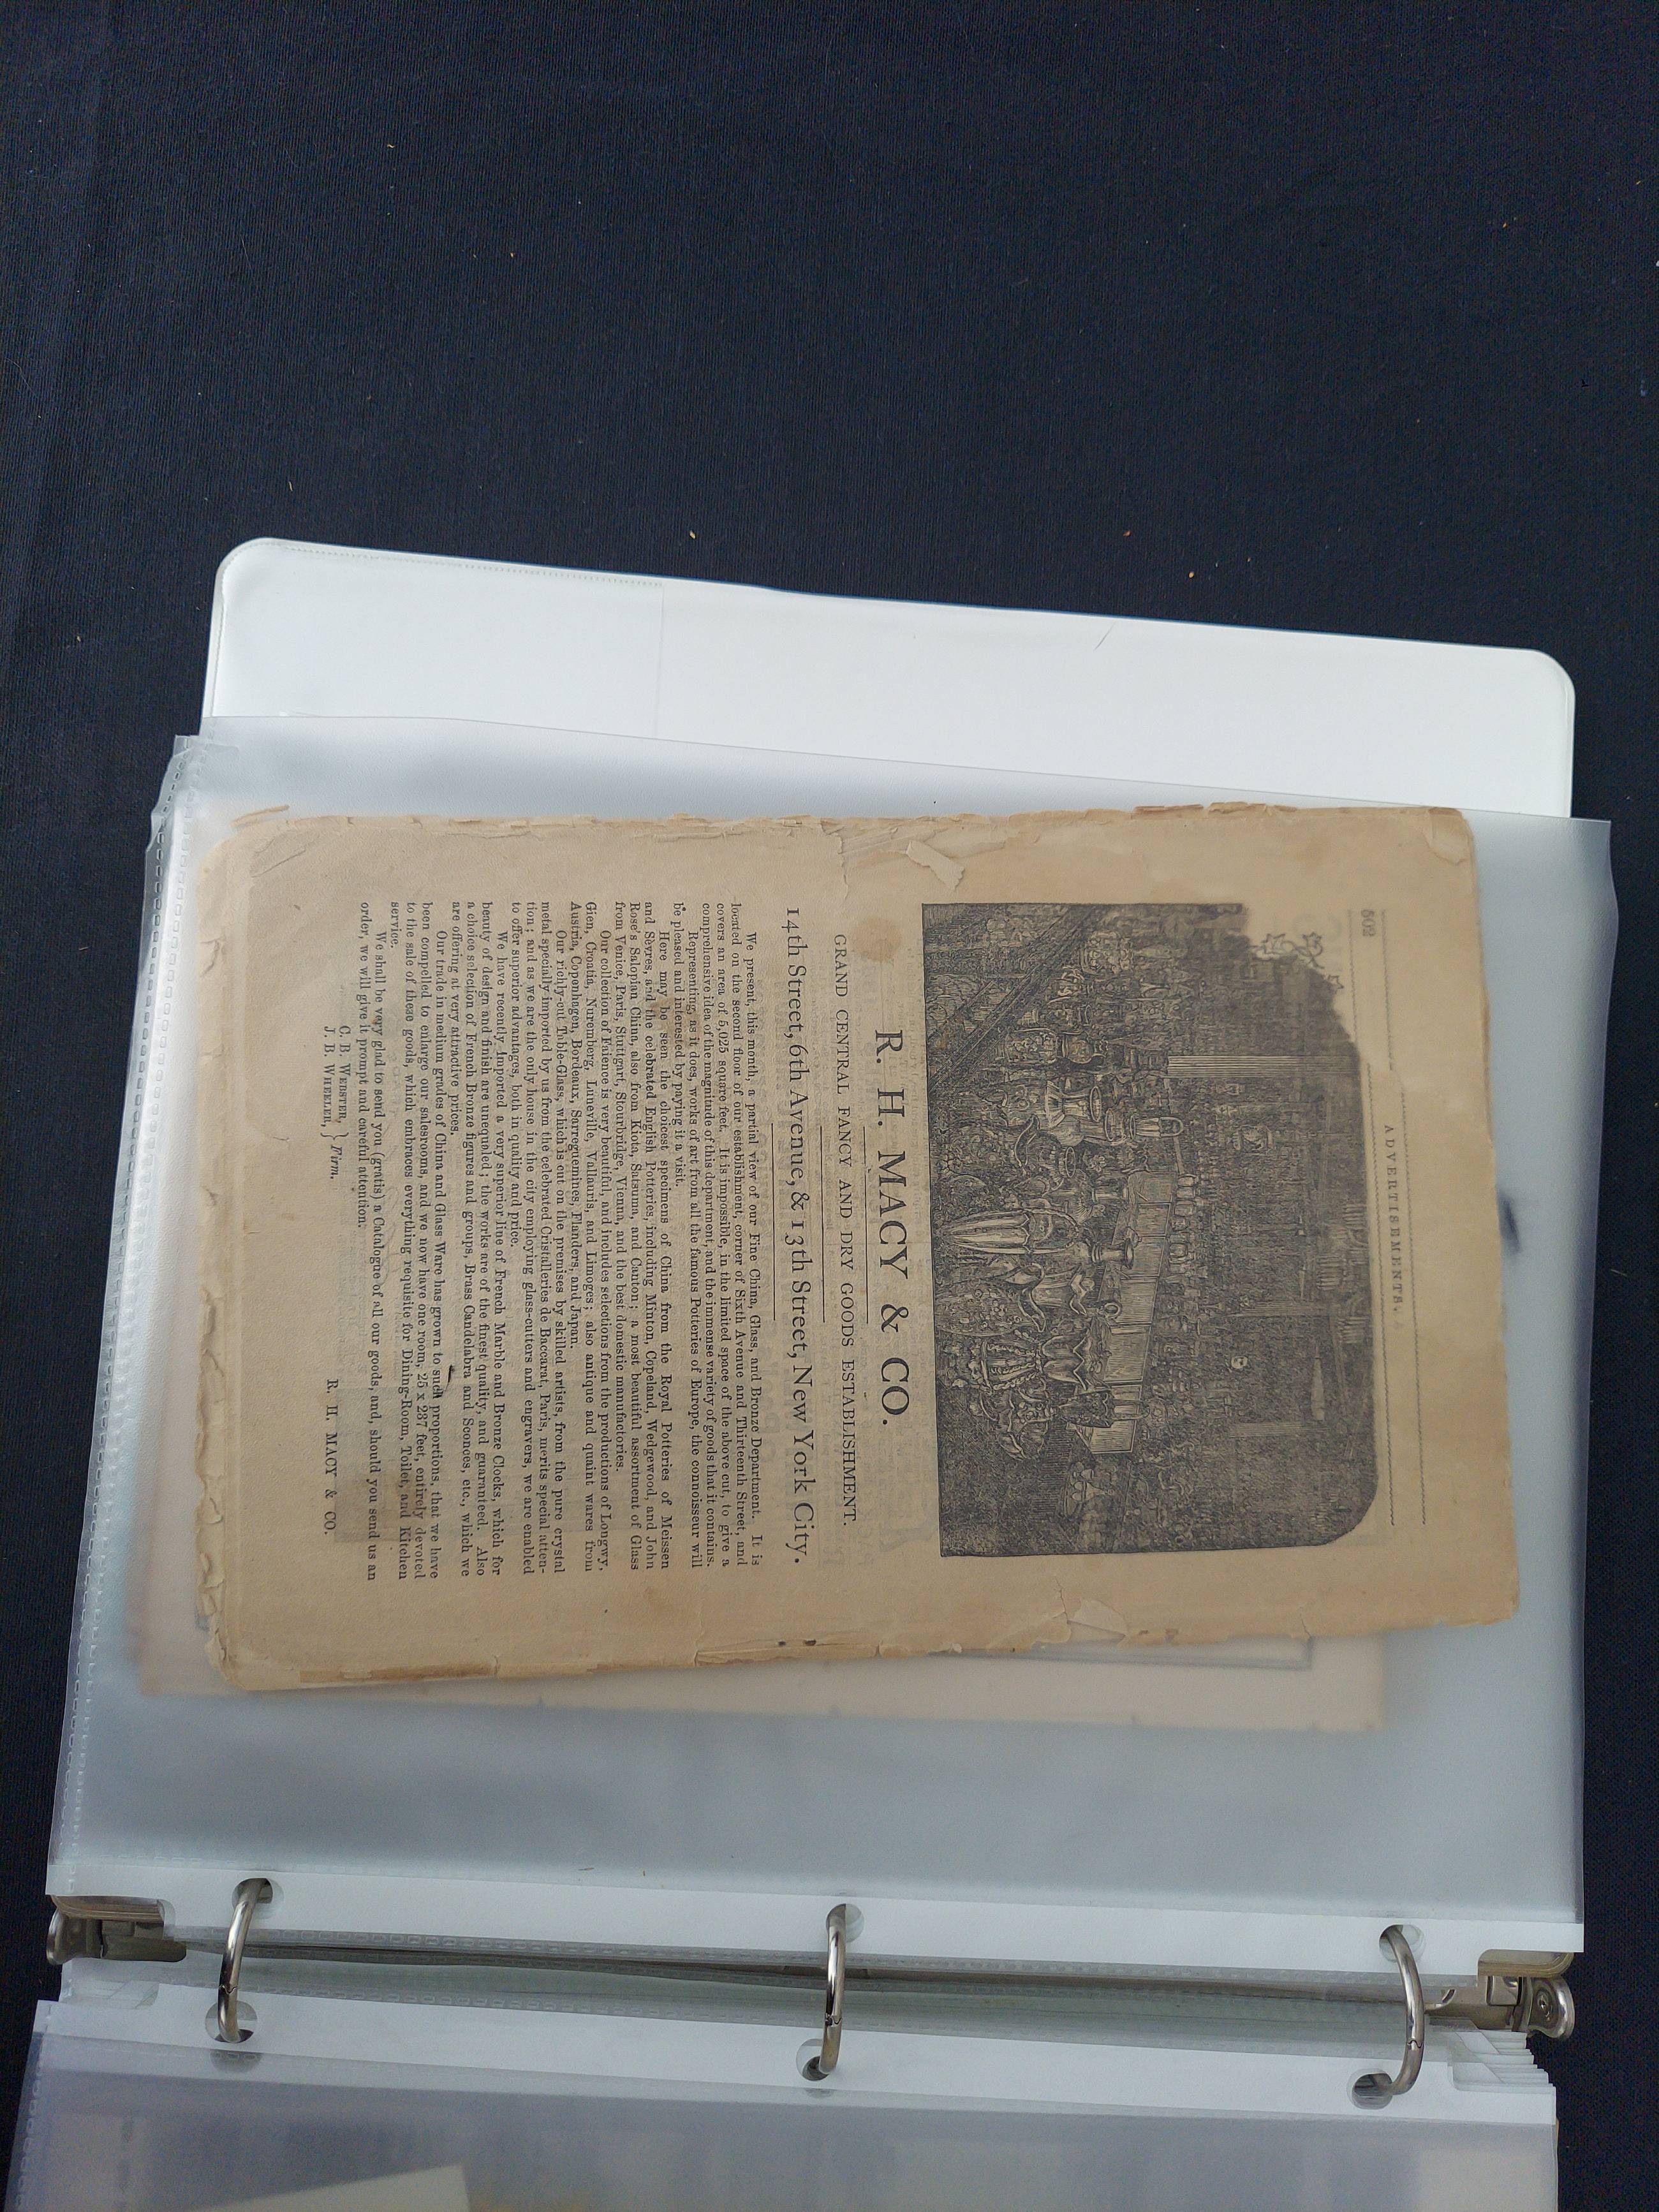 502
ADVERTISEMENTS.
R. H. MACY & CO.
GRAND CENTRAL FANCY AND DRY GOODS ESTABLISHMENT.
14th Street, 6th Avenue, & 13th Street, New York City.
We present, this month, a partial view of our Fine China, Glass, and Bronze Department. It is
located on the second floor of our establishment, corner of Sixth Avenue and Thirteenth Street, and
covers an area of 5,025 square feet. It is impossible, in the limited space of the above cut, to give a
comprehensive idea of the magnitude of this department, and the immense variety of goods that it contains.
Representing, as it does, works of art from all the famous Potteries of Europe, the connoisseur will
be pleased and interested by paying it a visit.
Here may be seen the choicest specimens of China from the Royal Potteries of Meissen
and Sèvres, and the celebrated English Potteries, including Minton, Copeland, Wedgewood, and John
Rose's Salopian China, also from Kiota, Satsuma, and Canton; a most beautiful assortment of Glass
from Venice, Paris, Stuttgart, Stourbridge, Vienna, and the best domestic manufactories.
Our collection of Faience is very beautiful, and includes selections from the productions of Longwy,
Gien, Croatia, Nuremberg, Luneville, Vallauris, and Limoges; also antique and quaint wares from
Austria, Copenhagen, Bordeaux, Sarreguemines, Flanders, and Japan.
Our richly-cut Table-Glass, which is cut on the premises by skilled artists, from the pure crystal
metal specially imported by us from the celebrated Cristalleries de Baccarat, Paris, merits special atten-
tion; and as we are the only house in the city employing glass-cutters and engravers, we are enabled
to offer superior advantages, both in quality and price.
We have recently imported a very superior line of French Marble and Bronze Clocks, which for
beauty of design and finish are unequaled; the works are of the finest quality, and guaranteed. Also
a choice selection of French Bronze figures and groups, Brass Candelabra and Sconces, etc., which we
are offering at very attractive prices.
Our trade in medium grades of China and Glass Ware has grown to such proportions, that we have
been compelled to enlarge our salesrooms, and we now have one room, 25 x 237 feet, entirely devoted
to the sale of these goods, which embraces everything requisite for Dining-Room, Toilet, and Kitchen
service.
We shall be very glad to send you (gratis) a Catalogue of all our goods, and, should you send us an
order, we will give it prompt and careful attention.
C. B. WEBSTER, } Firm.
J. B. WHEELER, }
R. H. MACY & CO.